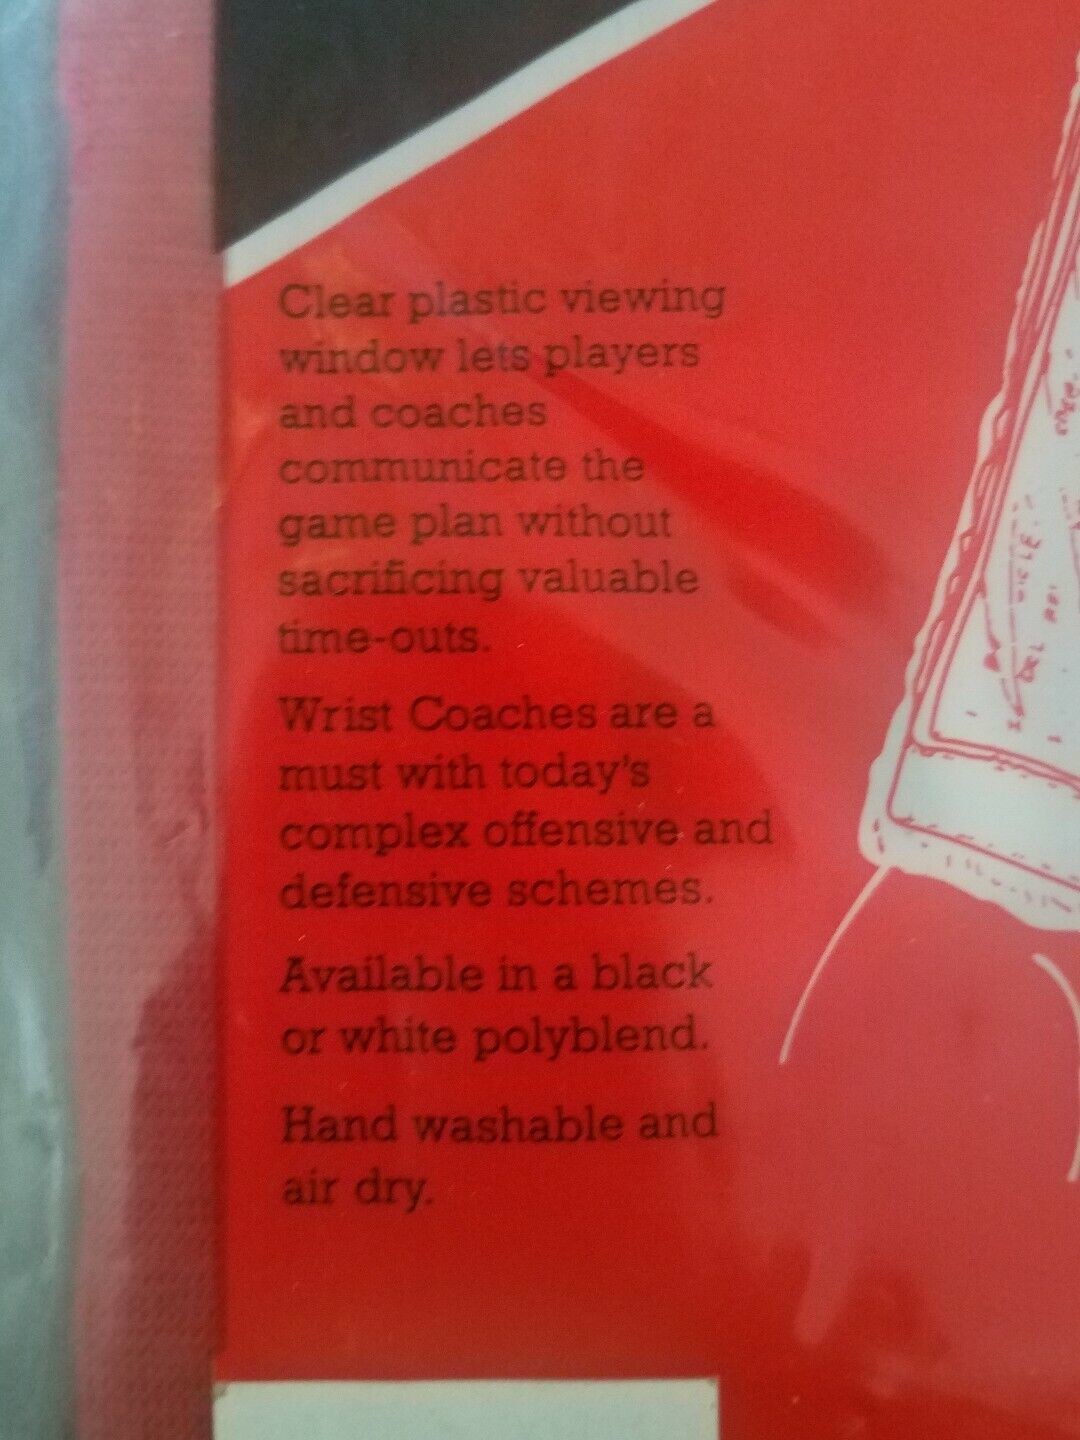 Clear plastic viewing
window lets players
and coaches
communicate the
game plan without
sacrificing valuable
time-outs.
Wrist Coaches are a
must with today's
complex offensive and
defensive schemes.
Available in a black
or white polyblend.
Hand washable and
air dry.